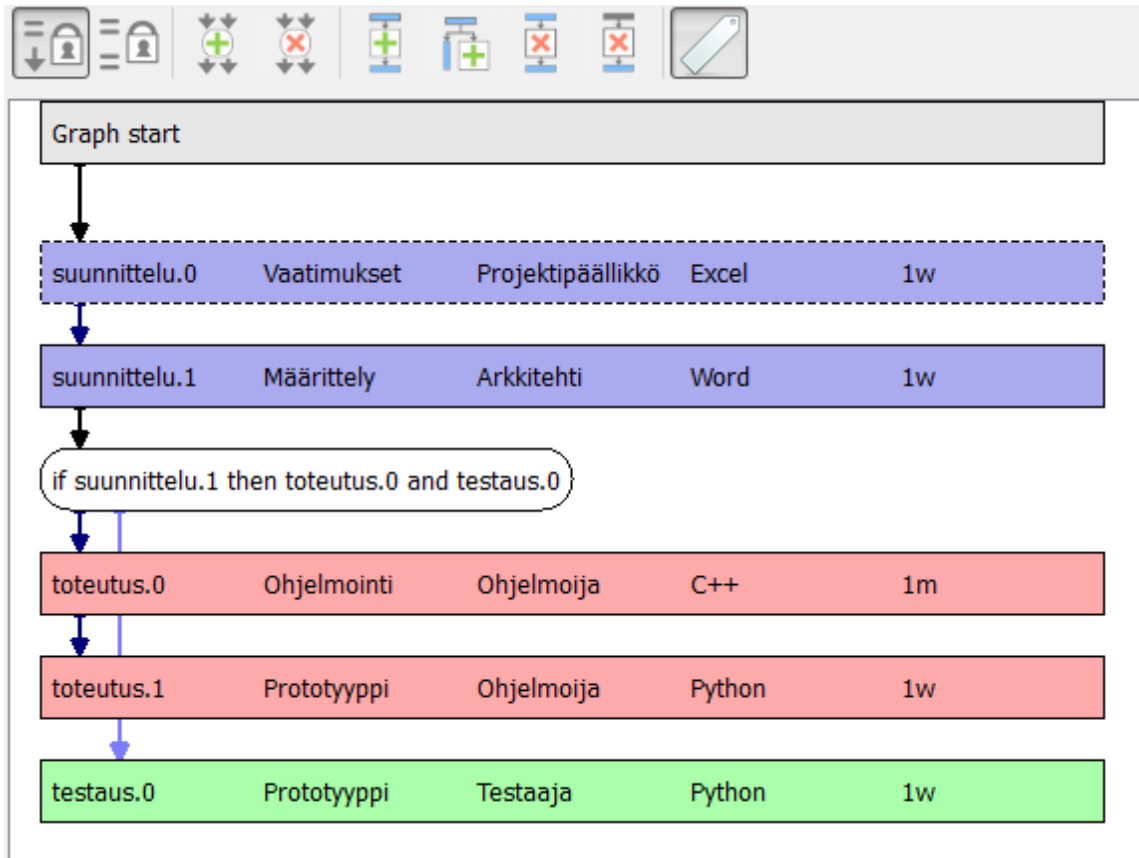 Graph start
suunnittelu.0 Vaatimukset Projektipäällikkö Excel 1w
suunnittelu.1 Määrittely Arkkitehti Word 1w
if suunnittelu.1 then toteutus.0 and testaus.0
toteutus.0 Ohjelmointi Ohjelmoija C++ 1m
toteutus.1 Prototyyppi Ohjelmoija Python 1w
testaus.0 Prototyyppi Testaaja Python 1w